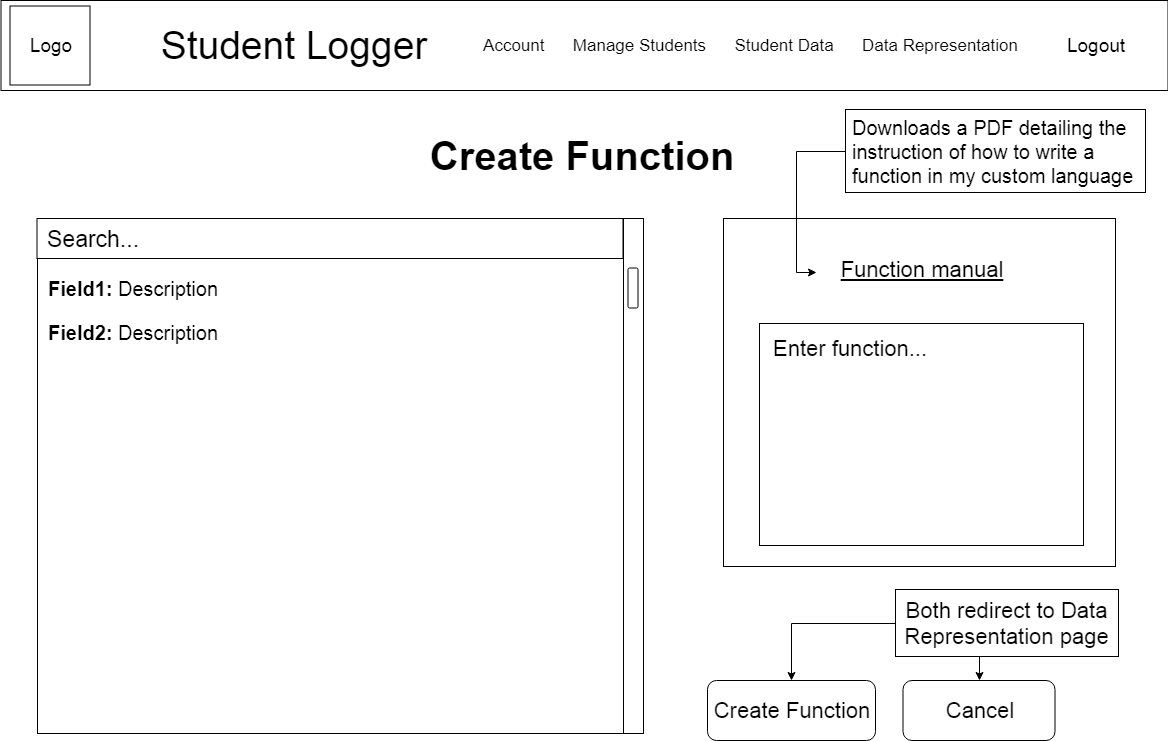 Logo
Student Logger
Account
Manage Students
Student Data
Data Representation
Logout
Downloads a PDF detailing the
instruction of how to write a
function in my custom language
Create Function
Search...
Field1: Description
Field2: Description
Function manual
Enter function...
Both redirect to Data
Representation page
Create Function
Cancel